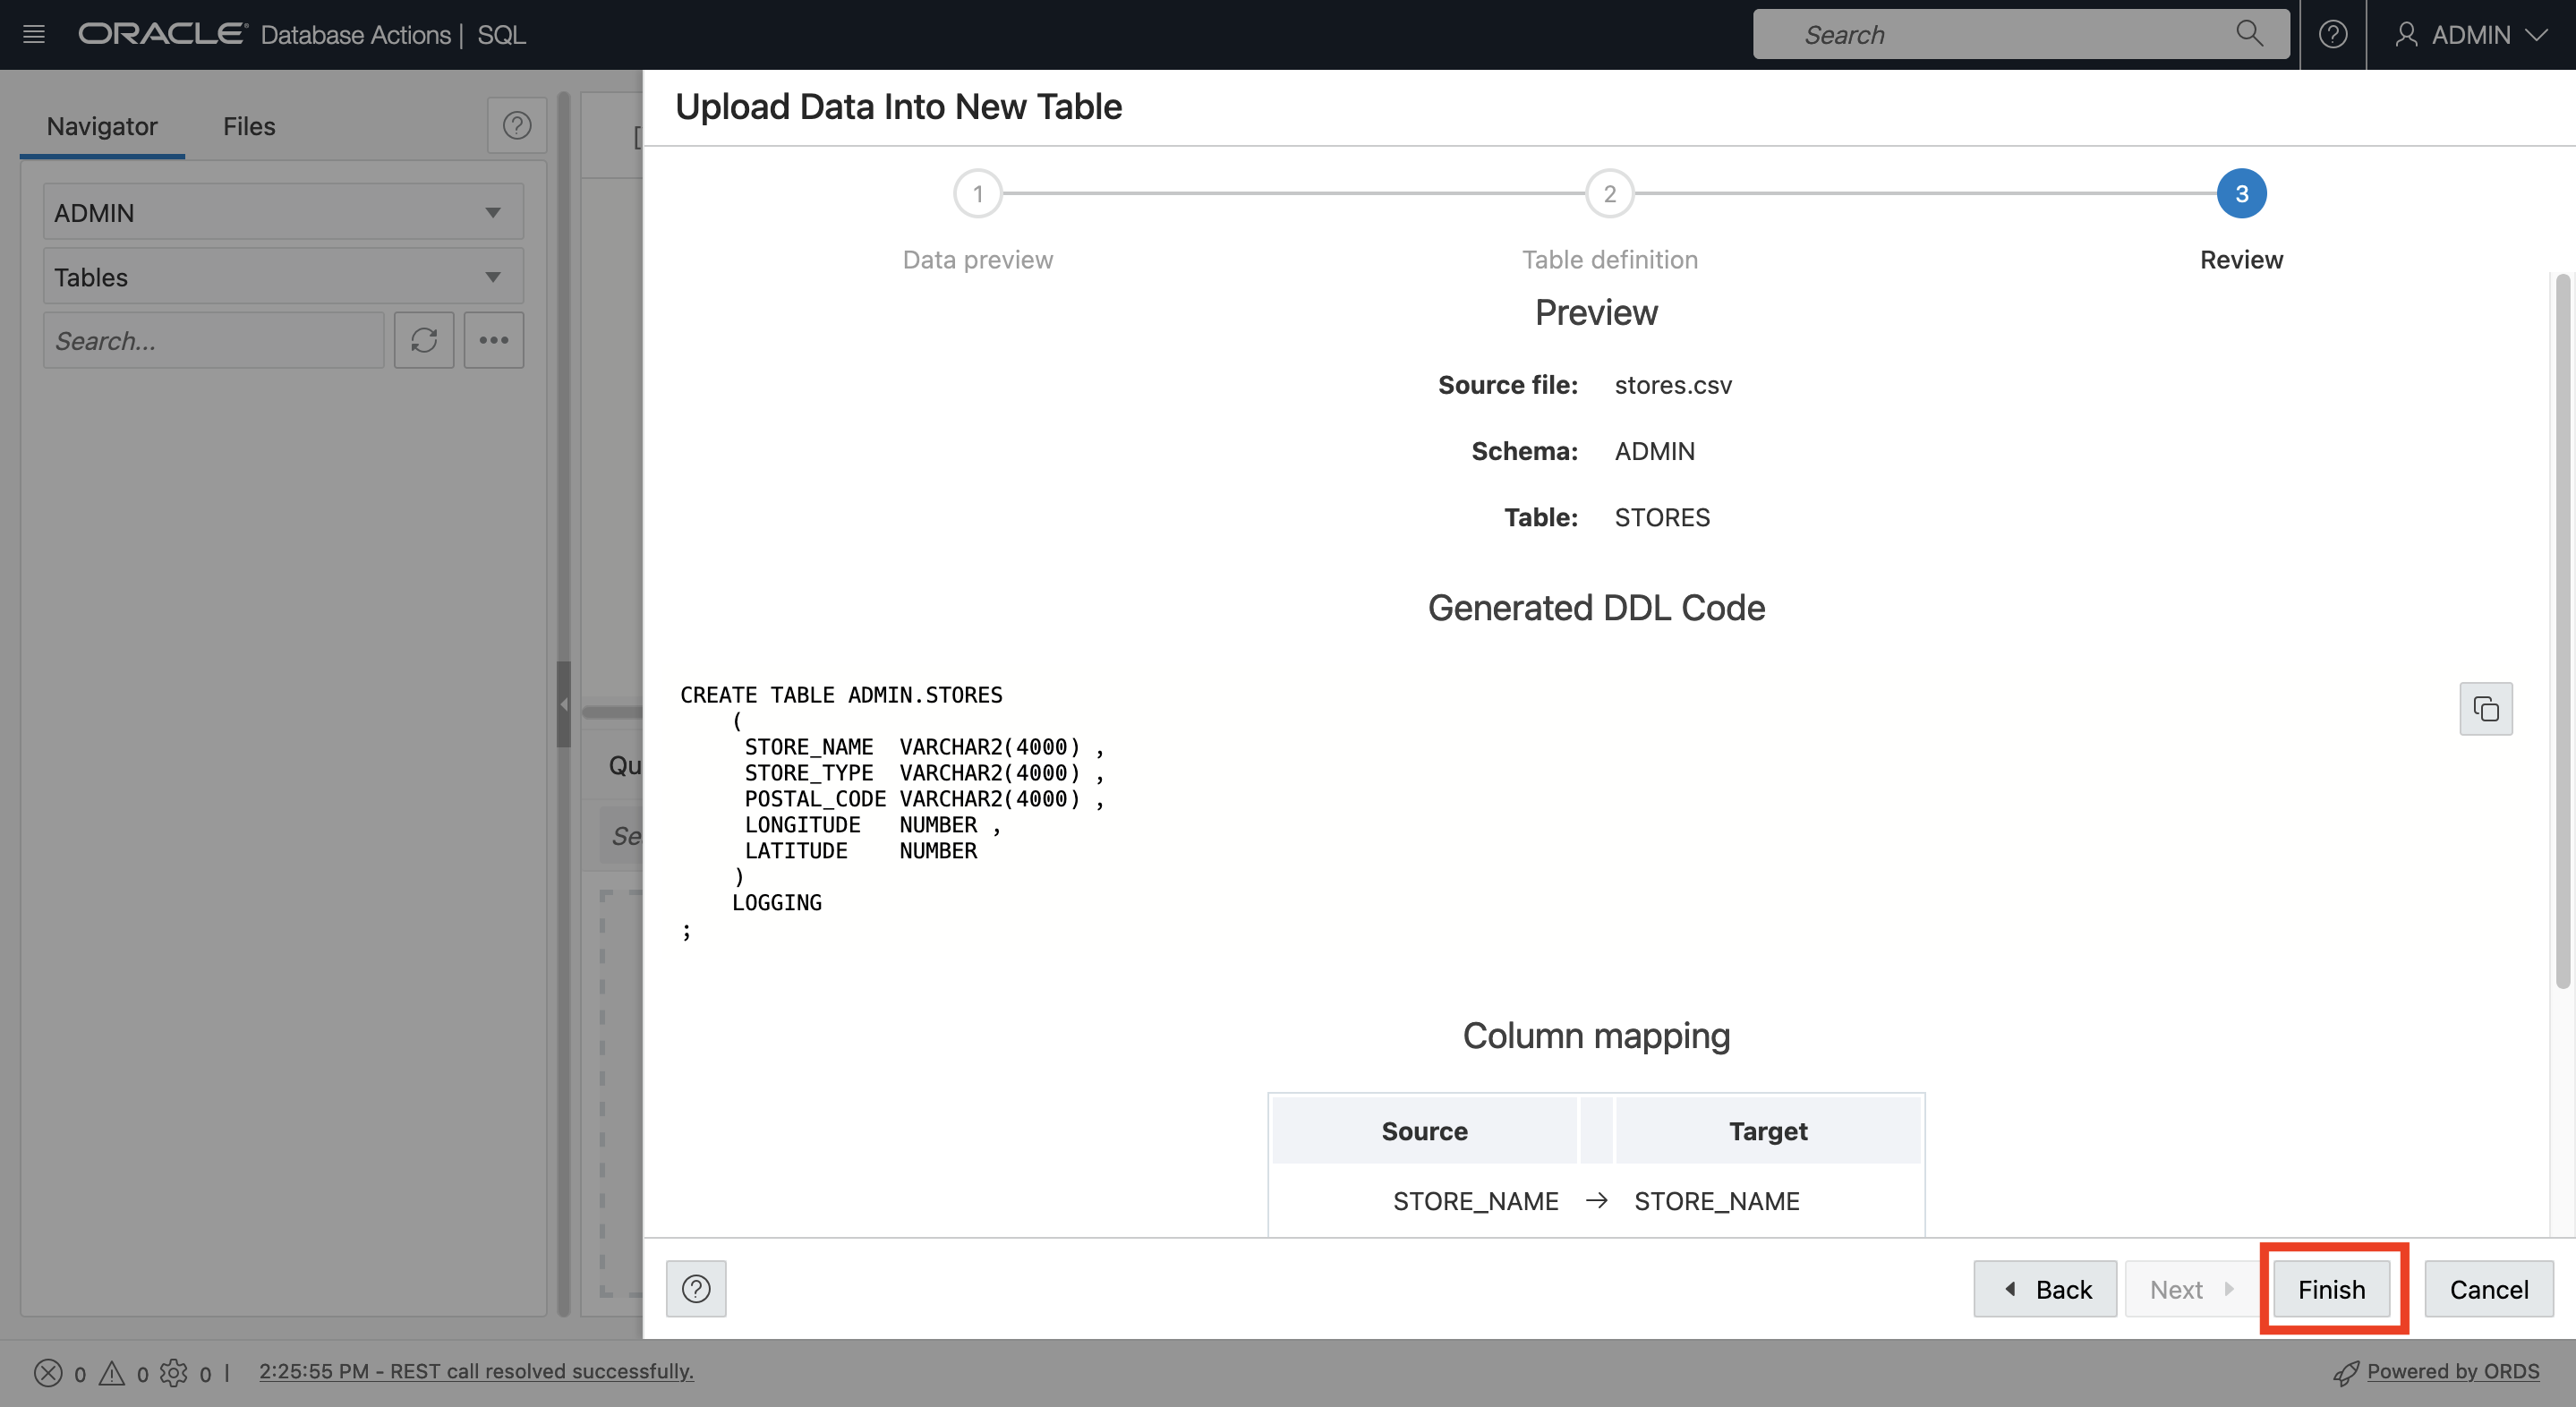 ORACLE Database Actions | SQL
Search
ADMIN
Navigator
Files
ADMIN
Tables
Search...
[
Qu
Se
Upload Data Into New Table
1
2
3
Data preview
Table definition
Review
Preview
Source file: stores.csv
Schema: ADMIN
Table: STORES
Generated DDL Code
CREATE TABLE ADMIN.STORES
(
STORE_NAME VARCHAR2(4000) ,
STORE_TYPE VARCHAR2(4000) ,
POSTAL_CODE VARCHAR2(4000) ,
LONGITUDE NUMBER ,
LATITUDE NUMBER
)
LOGGING
;
Column mapping
Source Target
STORE_NAME → STORE_NAME
Back
Next
Finish
Cancel
0 0 0 | 2:25:55 PM - REST call resolved successfully.
Powered by ORDS